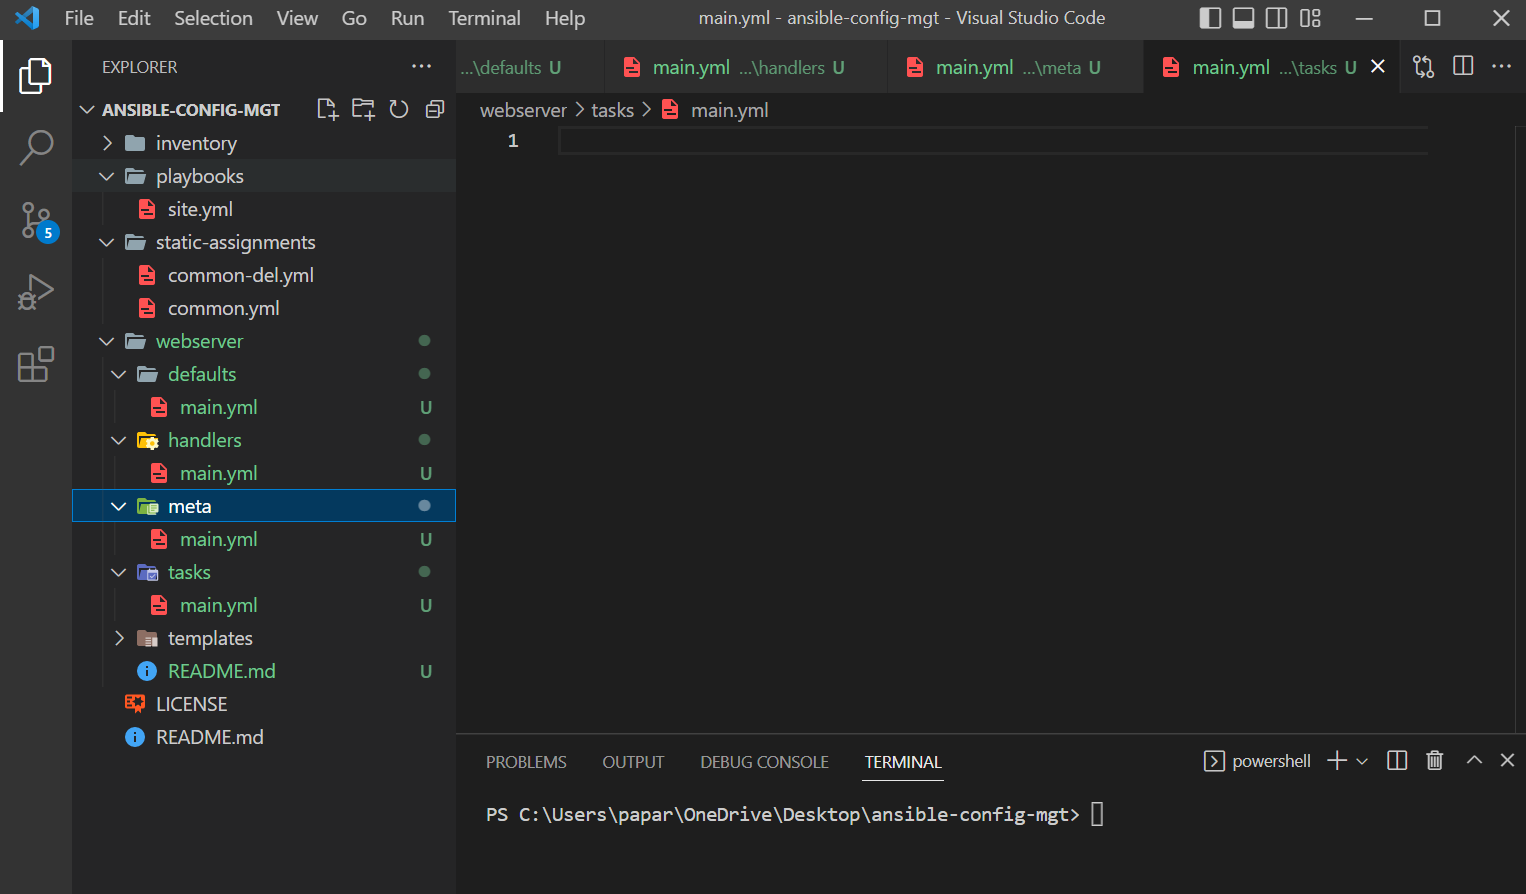 File Edit Selection View Go Run Terminal Help main.yml - ansible-config-mgt - Visual Studio Code
EXPLORER
...\defaults U main.yml ...\handlers U main.yml ...\meta U main.yml ...\tasks U
ANSIBLE-CONFIG-MGT
webserver > tasks > main.yml
1
inventory
playbooks
site.yml
5
static-assignments
common-del.yml
common.yml
webserver
defaults
main.yml U
handlers
main.yml U
meta
main.yml U
tasks
main.yml U
templates
README.md U
LICENSE
README.md
PROBLEMS OUTPUT DEBUG CONSOLE TERMINAL powershell
PS C:\Users\papar\OneDrive\Desktop\ansible-config-mgt>